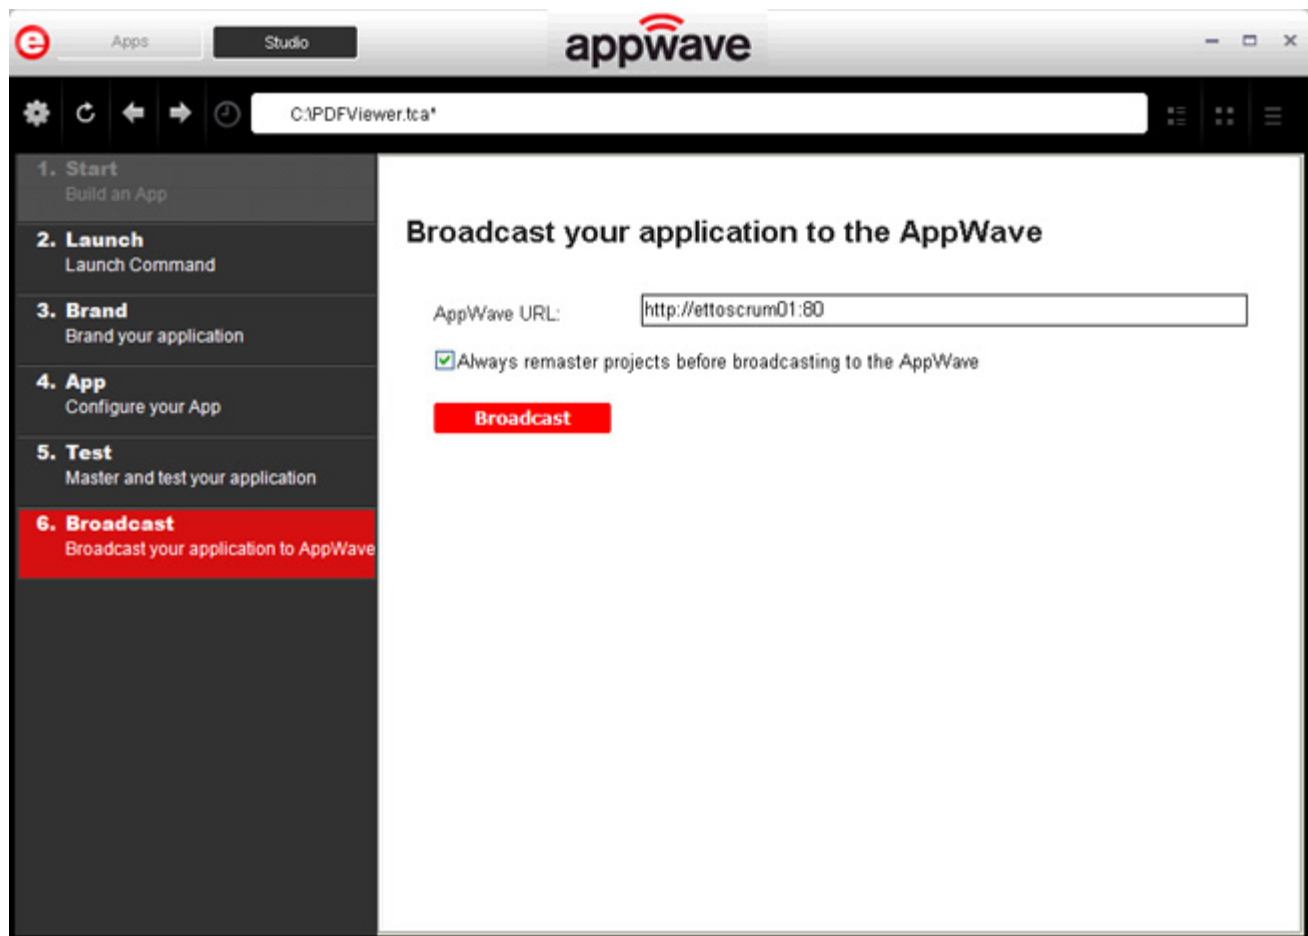 e Apps Studio appwave
C:\PDFViewer.tca*
1. Start
Build an App
2. Launch
Launch Command
3. Brand
Brand your application
4. App
Configure your App
5. Test
Master and test your application
6. Broadcast
Broadcast your application to AppWave
Broadcast your application to the AppWave
AppWave URL: http://ettoscrum01:80
Always remaster projects before broadcasting to the AppWave
Broadcast